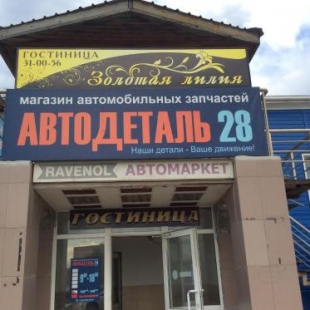 ГОСТИНИЦА
31-00-56
Золотая лилия
магазин автомобильных запчастей
АВТОДЕТАЛЬ 28
Наши детали - Ваше движение!
RAVENOL АВТОМАРКЕТ
ГОСТИНИЦА